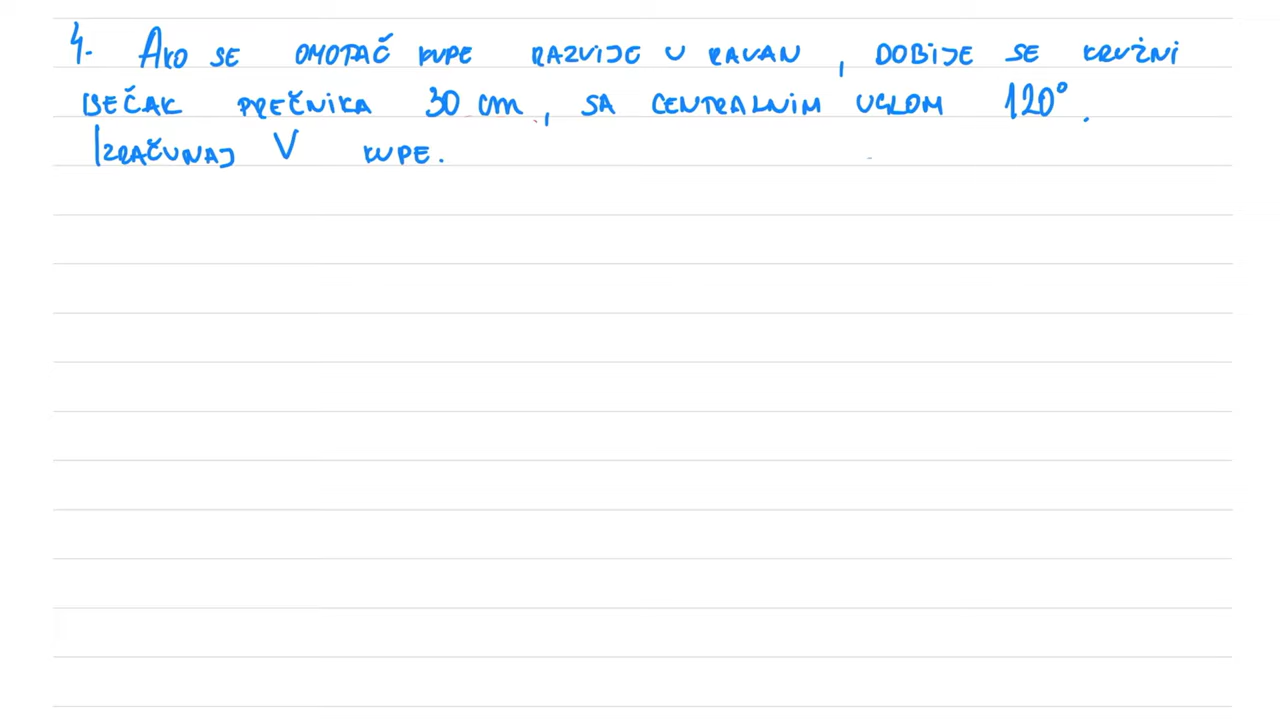 4. AKO SE OMOTAČ KUPE RAZVIJE U RAVAN, DOBIJE SE KRUŽNI
ISEČAK PREČNIKA 30 cm, SA CENTRALNIM UGLOM 120°.
IZRAČUNAJ V KUPE.